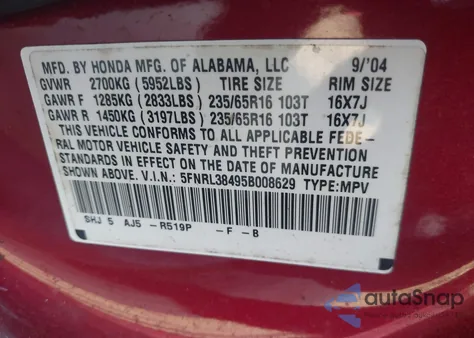 MFD. BY HONDA MFG. OF ALABAMA, LLC 9/'04
GVWR 2700KG (5952LBS) TIRE SIZE RIM SIZE
GAWR F 1285KG (2833LBS) 235/65R16 103T 16X7J
GAWR R 1450KG (3197LBS) 235/65R16 103T 16X7J
THIS VEHICLE CONFORMS TO ALL APPLICABLE FEDE-
RAL MOTOR VEHICLE SAFETY AND THEFT PREVENTION
STANDARDS IN EFFECT ON THE DATE OF MANUFACTURE
SHOWN ABOVE. V.I.N.: 5FNRL38495B008629 TYPE:MPV
SHJ 5 AJ5 -R519P -F -B
autoSnap